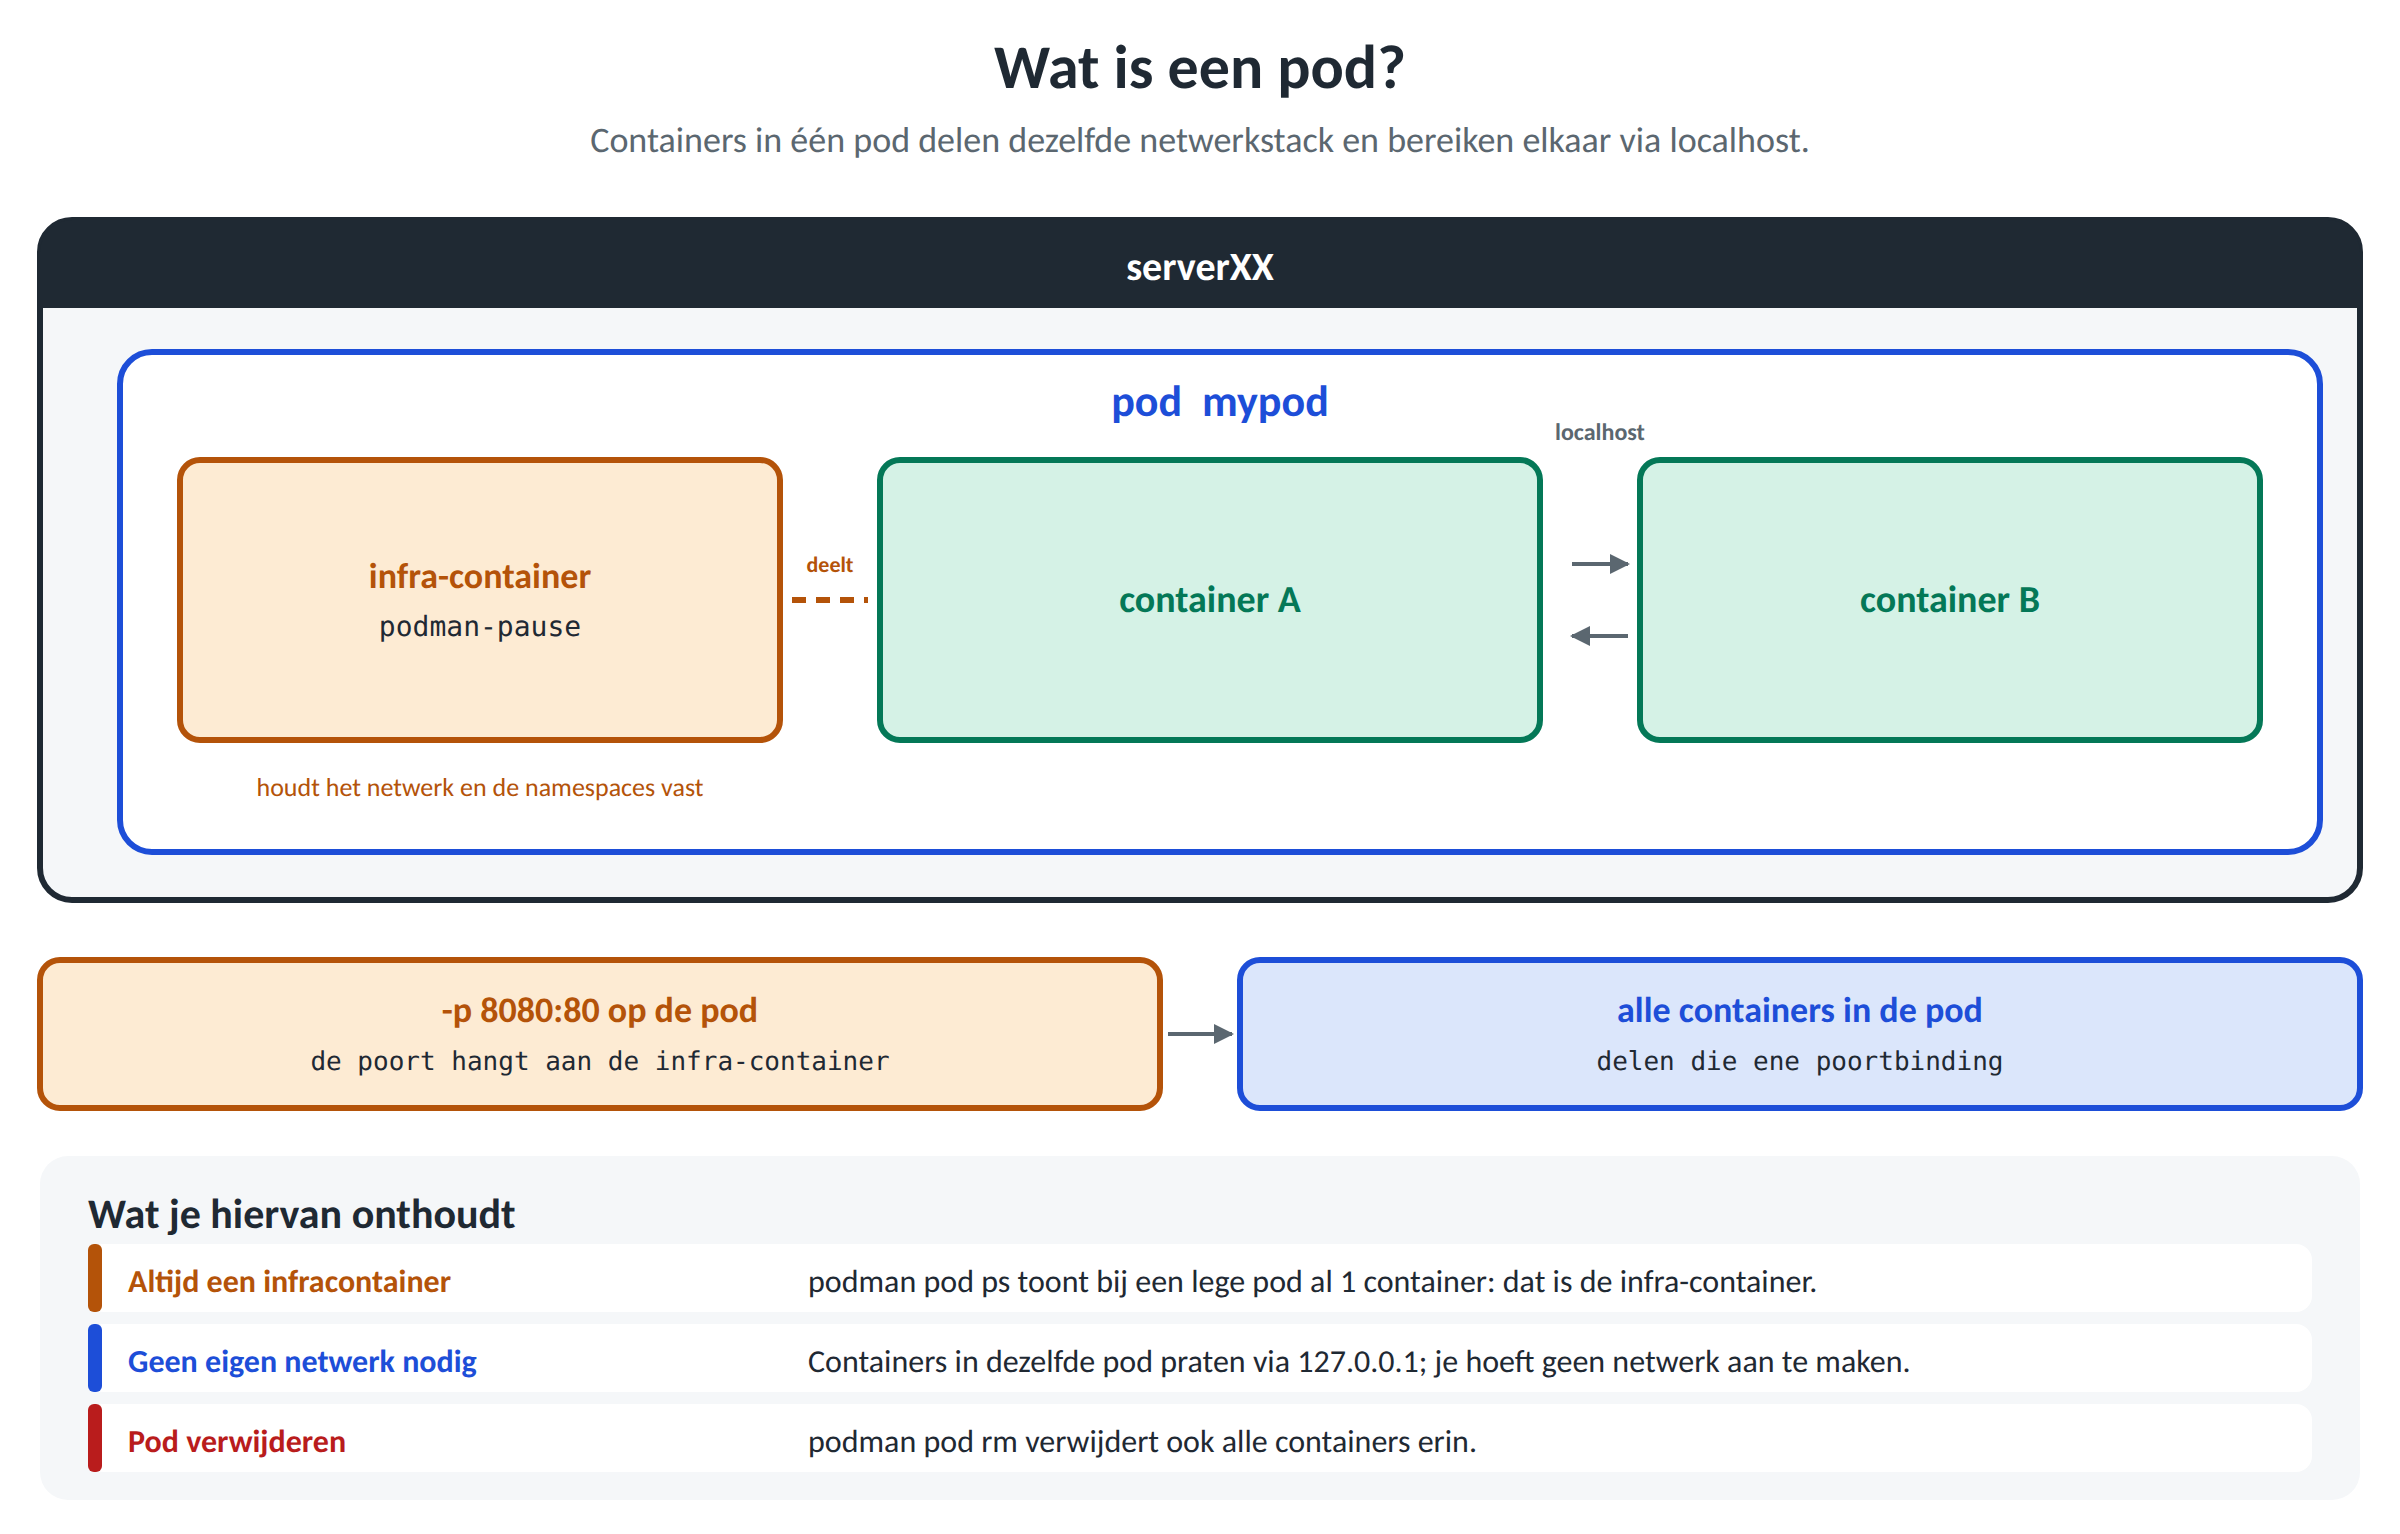 Wat is een pod?
Containers in één pod delen dezelfde netwerkstack en bereiken elkaar via localhost.
serverXX
pod mypod
localhost
infra-container
podman-pause
deelt
container A
container B
houdt het netwerk en de namespaces vast
-p 8080:80 op de pod
de poort hangt aan de infra-container
alle containers in de pod
delen die ene poortbinding
Wat je hiervan onthoudt
Altijd een infracontainer
podman pod ps toont bij een lege pod al 1 container: dat is de infra-container.
Geen eigen netwerk nodig
Containers in dezelfde pod praten via 127.0.0.1; je hoeft geen netwerk aan te maken.
Pod verwijderen
podman pod rm verwijdert ook alle containers erin.